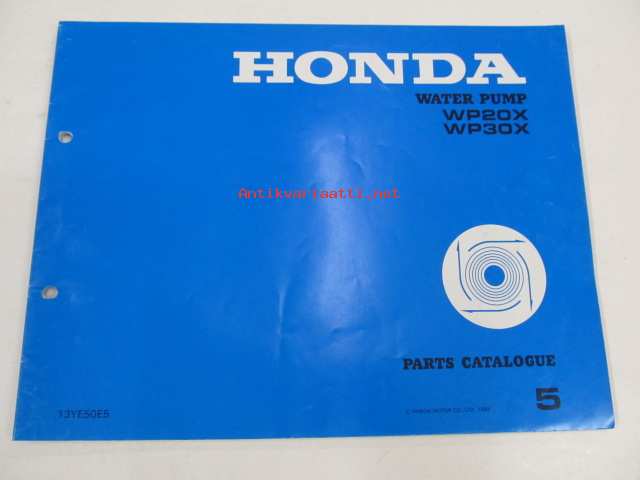 HONDA
WATER PUMP
WP20X
WP30X
Antikvariaatti.net
PARTS CATALOGUE
5
13YE50E5